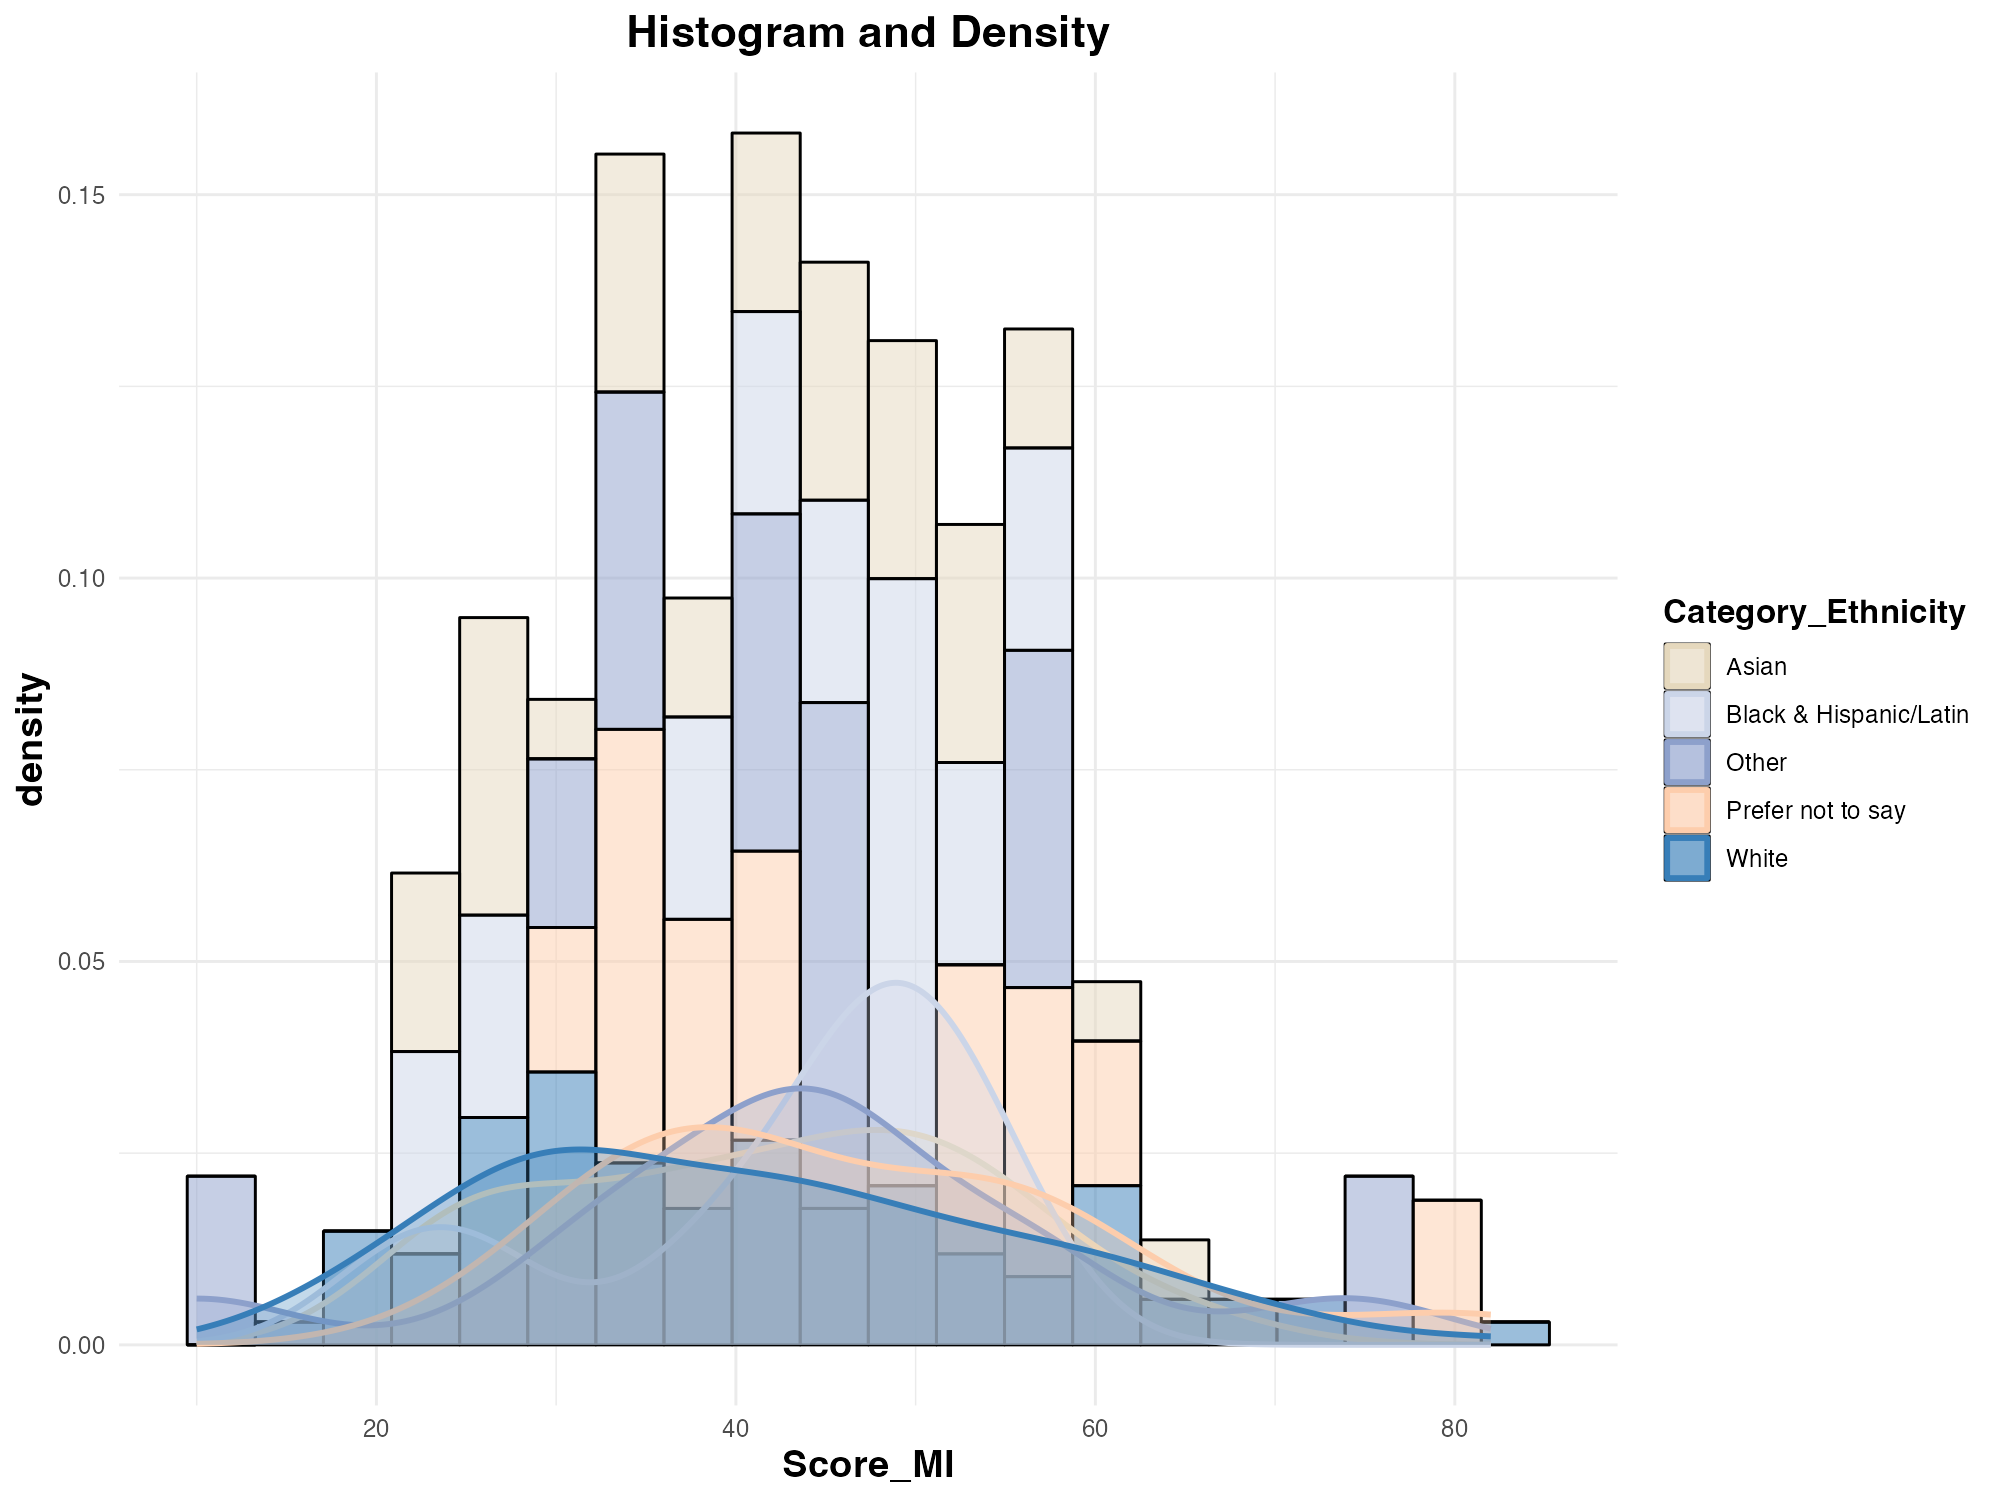 Histogram and Density
0.15
0.10
0.05
0.00
density
20 40 60 80
Score_MI
Category_Ethnicity
Asian
Black & Hispanic/Latin
Other
Prefer not to say
White